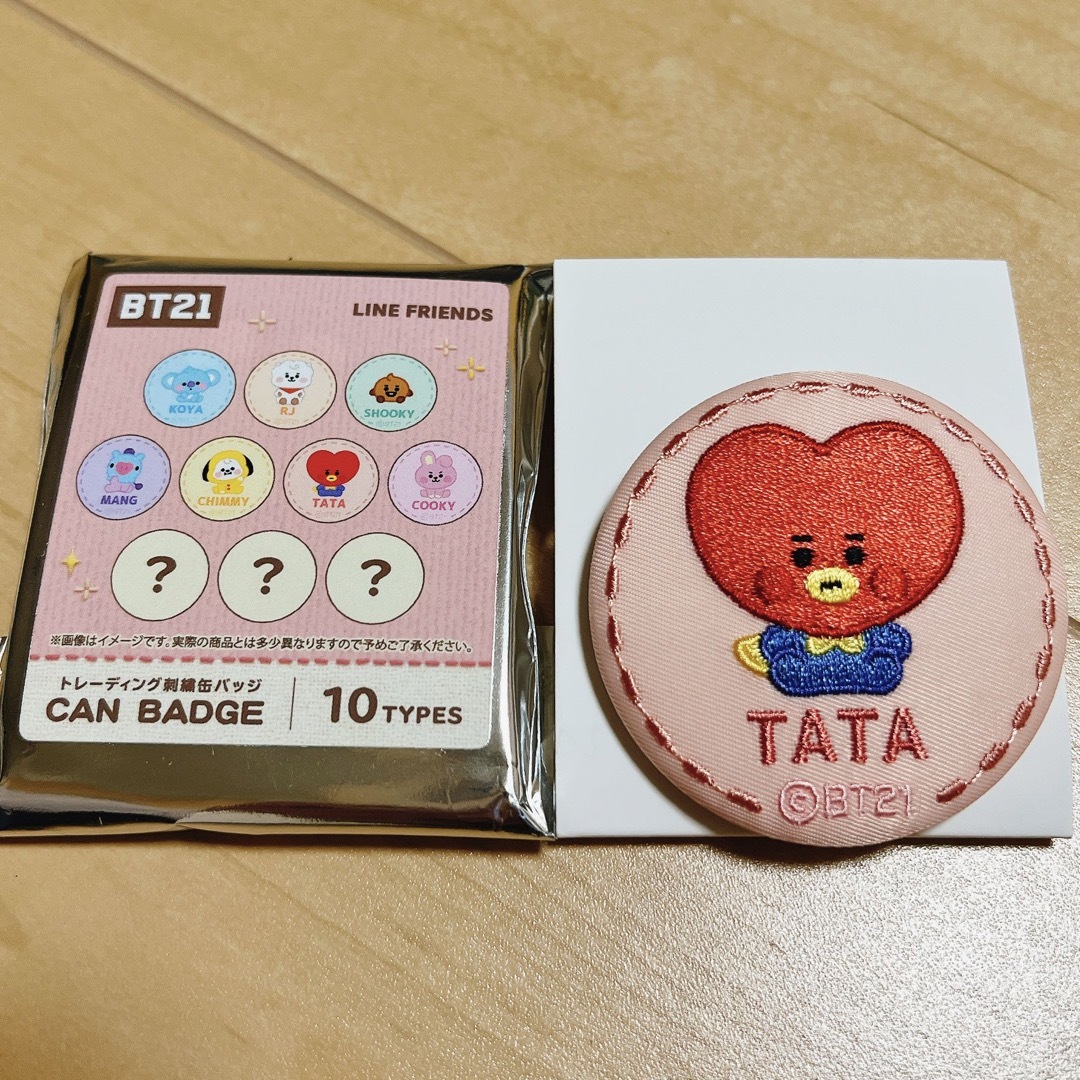 BT21
LINE FRIENDS
KOYA
RJ
SHOOKY
MANG
CHIMMY
TATA
COOKY
? ? ?
※画像はイメージです。実際の商品とは多少異なりますので予めご了承ください。
トレーディング刺繍缶バッジ
CAN BADGE
10 TYPES
TATA
©BT21